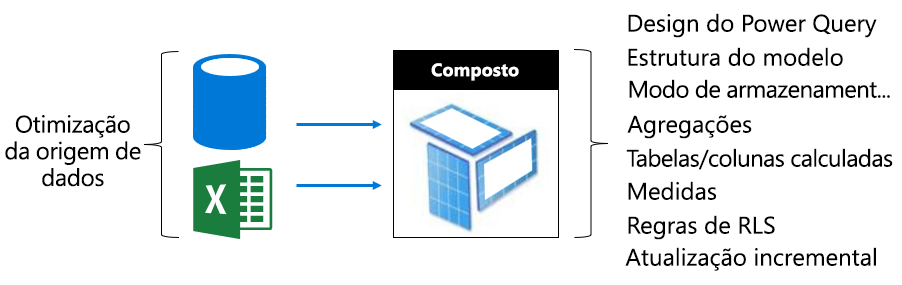 Otimização
da origem de
dados
X
Composto
Design do Power Query
Estrutura do modelo
Modo de armazenament...
Agregações
Tabelas/colunas calculadas
Medidas
Regras de RLS
Atualização incremental